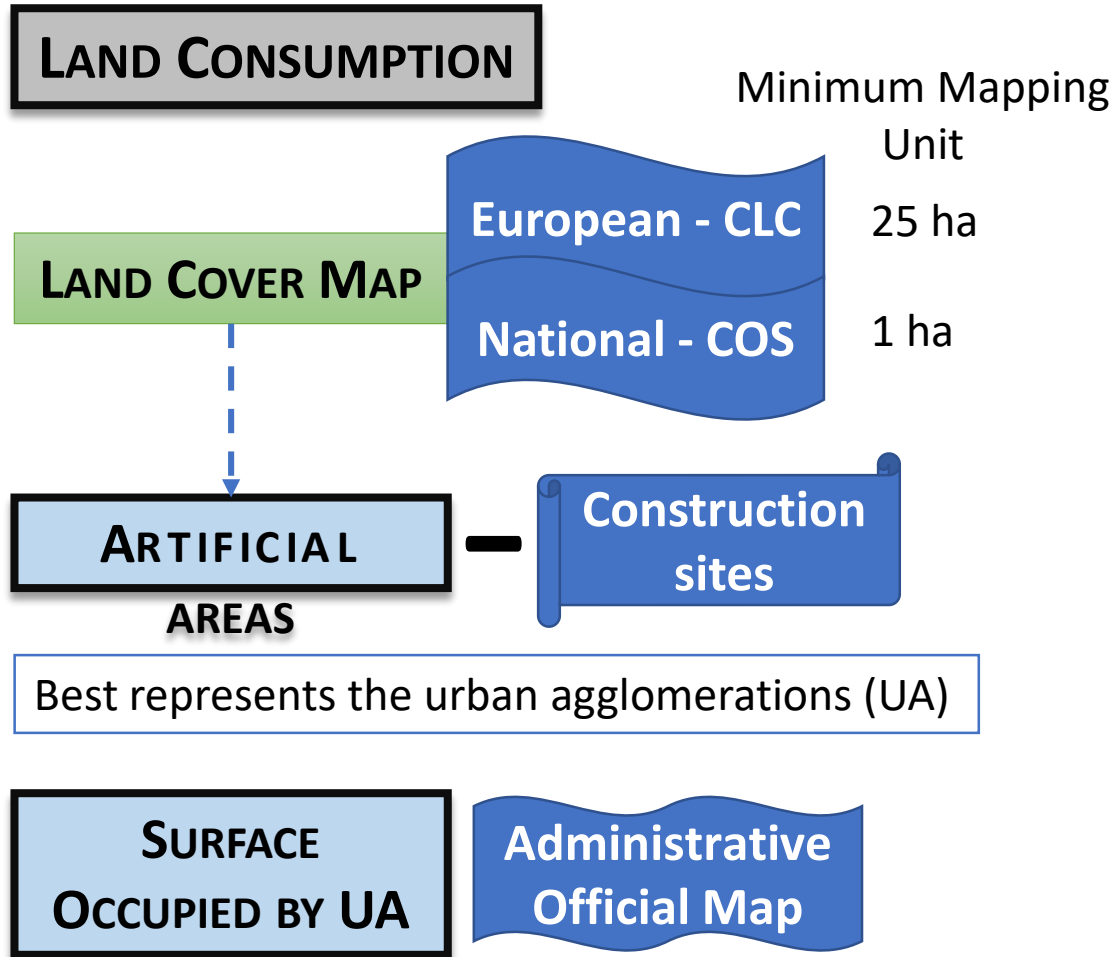 LAND CONSUMPTION
Minimum Mapping
Unit
European - CLC
25 ha
LAND COVER MAP
National - COS
1 ha
ARTIFICIAL
AREAS
Construction
sites
Best represents the urban agglomerations (UA)
SURFACE
OCCUPIED BY UA
Administrative
Official Map